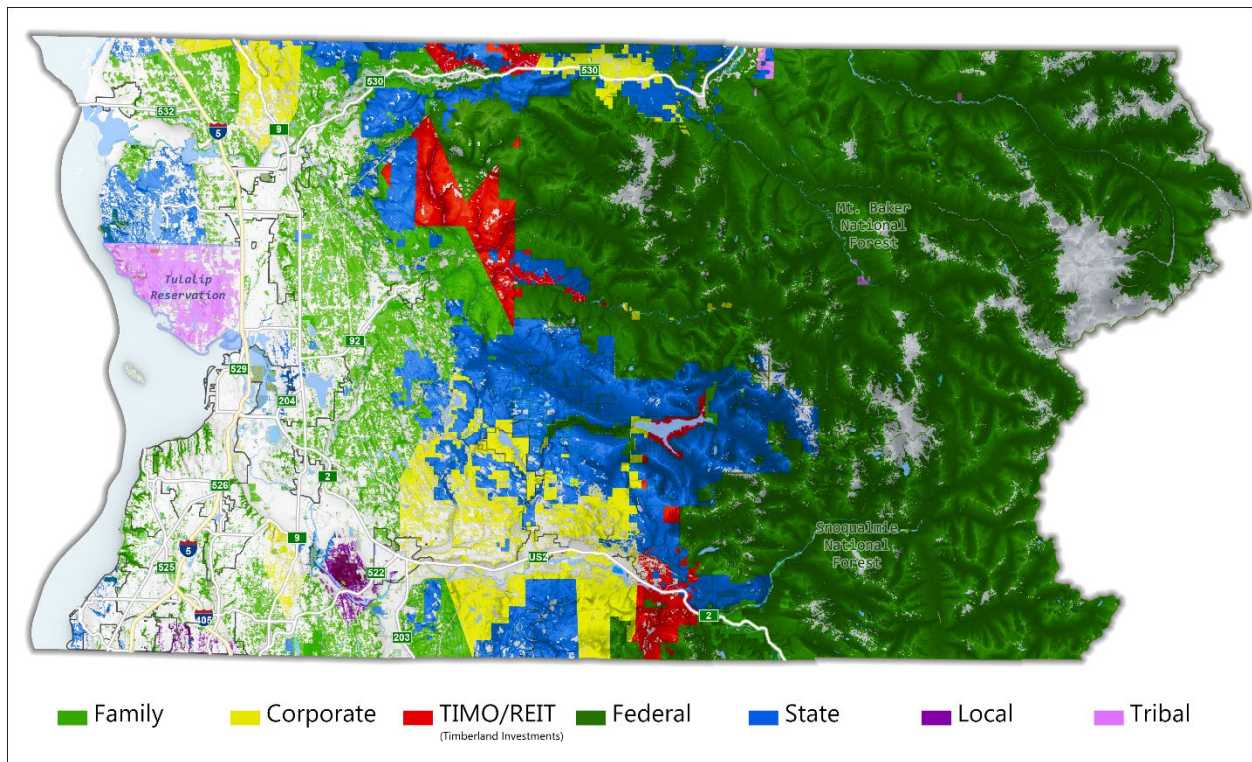 530
530
532
5
9
Mt. Baker
National
Forest
Tulalip
Reservation
92
529
204
2
526
Snoqualmie
National
Forest
9
5
US2
525
522
405
2
203
Family
Corporate
TIMO/REIT
(Timberland Investments)
Federal
State
Local
Tribal